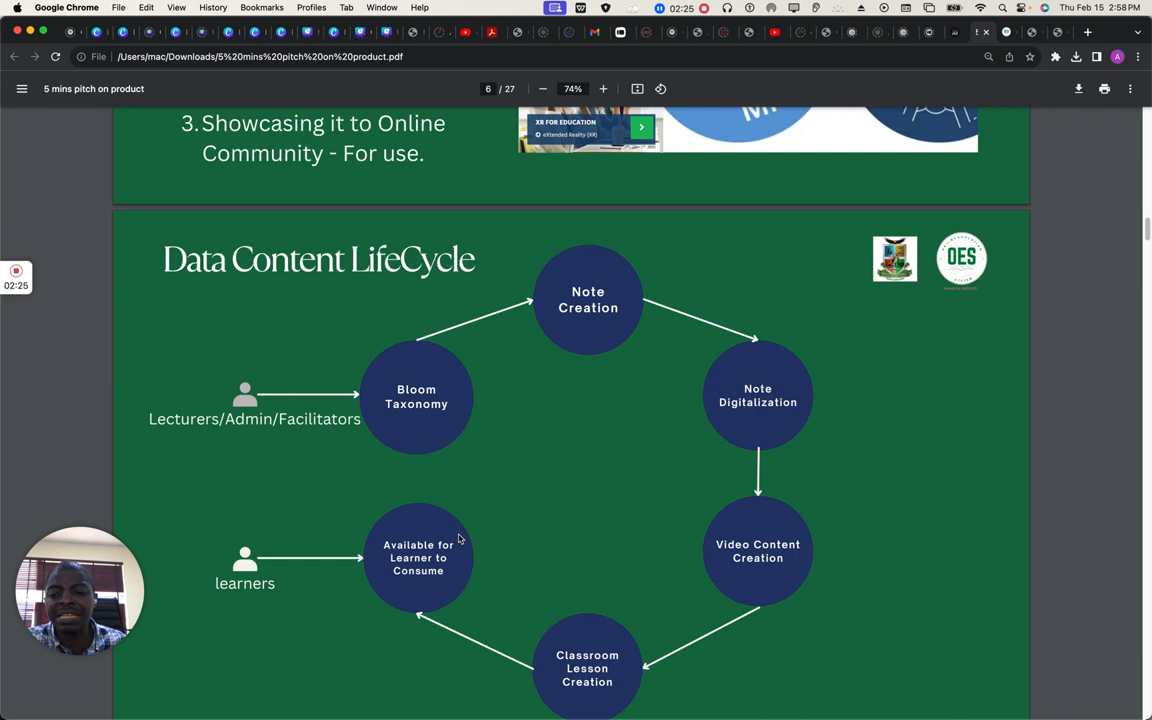 Google Chrome File Edit View History Bookmarks Profiles Tab Window Help 02:25 Thu Feb 15 2:58 PM
File /Users/mac/Downloads/5%20mins%20pitch%20on%20product.pdf A
5 mins pitch on product 6 / 27 74%
3. Showcasing it to Online
Community - For use.
XR FOR EDUCATION
eXtended Reality (XR)
Data Content LifeCycle
OES
Note
Creation
Bloom
Taxonomy
Note
Digitalization
Lecturers/Admin/Facilitators
02:25
Available for
Learner to
Consume
Video Content
Creation
learners
Classroom
Lesson
Creation